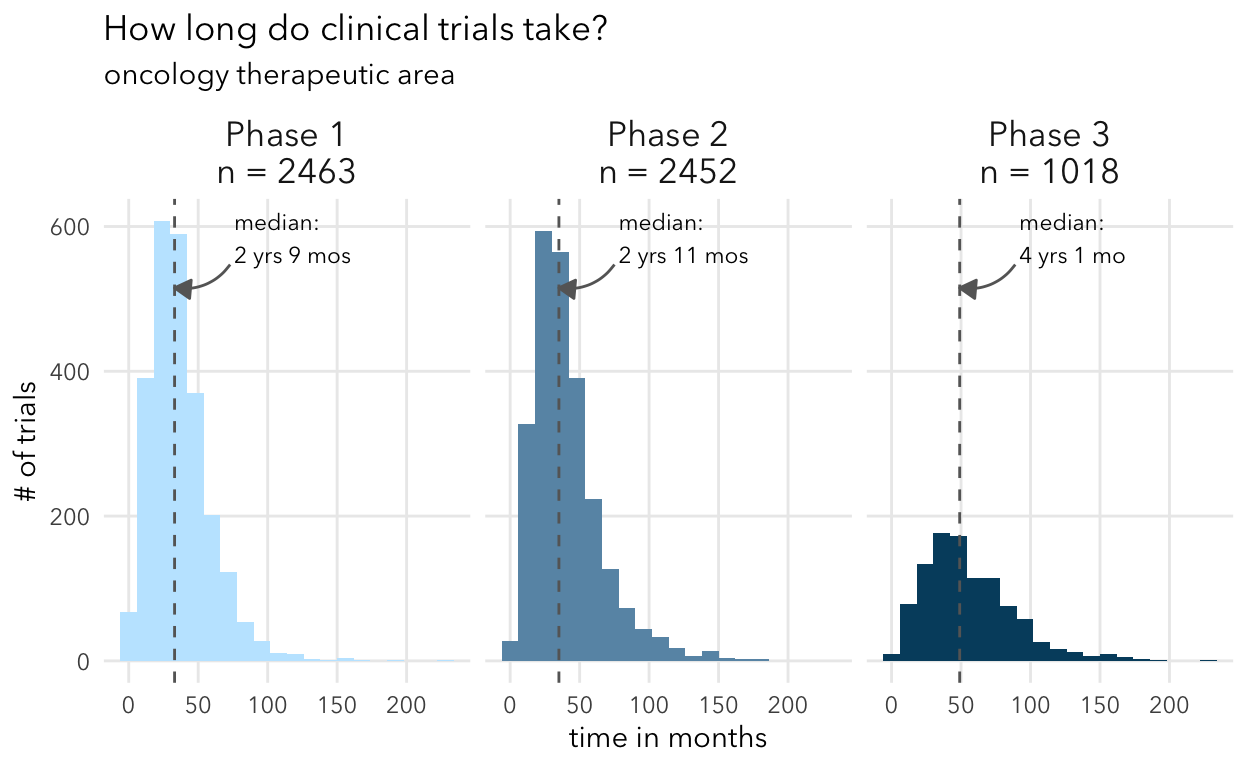 How long do clinical trials take?
oncology therapeutic area
Phase 1
n = 2463
Phase 2
n = 2452
Phase 3
n = 1018
median:
2 yrs 9 mos
median:
2 yrs 11 mos
median:
4 yrs 1 mo
# of trials
600
400
200
0
0 50 100 150 200
0 50 100 150 200
0 50 100 150 200
time in months